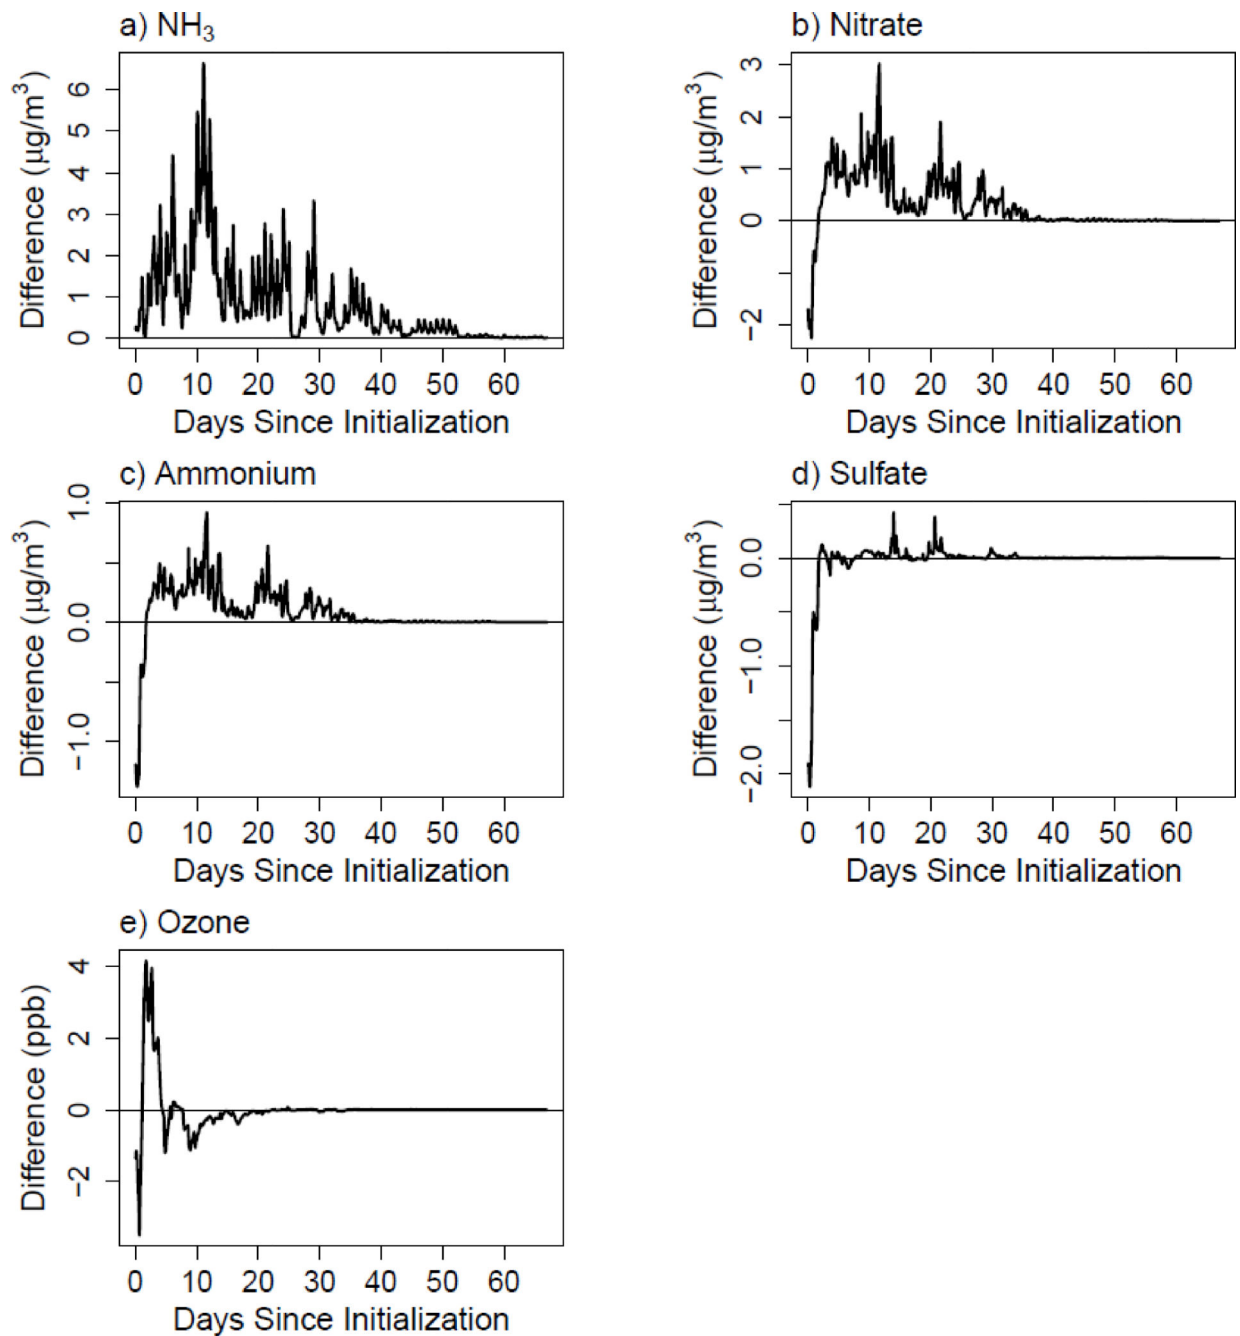 a) NH₃
Difference (μg/m³)
0 1 2 3 4 5 6
0 10 20 30 40 50 60
Days Since Initialization
b) Nitrate
Difference (μg/m³)
−2 0 1 2 3
0 10 20 30 40 50 60
Days Since Initialization
c) Ammonium
Difference (μg/m³)
−1.0 0.0 1.0
0 10 20 30 40 50 60
Days Since Initialization
d) Sulfate
Difference (μg/m³)
−2.0 −1.0 0.0
0 10 20 30 40 50 60
Days Since Initialization
e) Ozone
Difference (ppb)
−2 0 2 4
0 10 20 30 40 50 60
Days Since Initialization